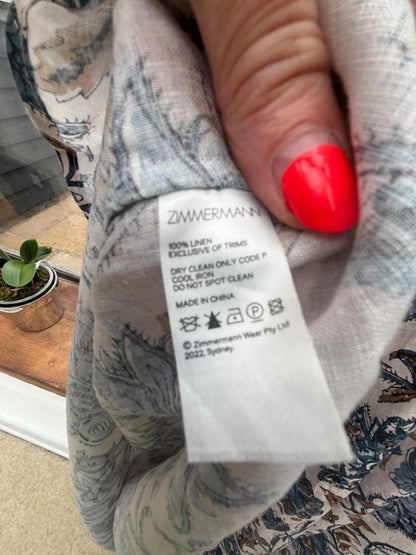 ZIMMERMANN
100% LINEN
EXCLUSIVE OF TRIMS
DRY CLEAN ONLY CODE P
COOL IRON
DO NOT SPOT CLEAN
MADE IN CHINA
P
© Zimmermann Wear Pty Ltd
2022, Sydney.